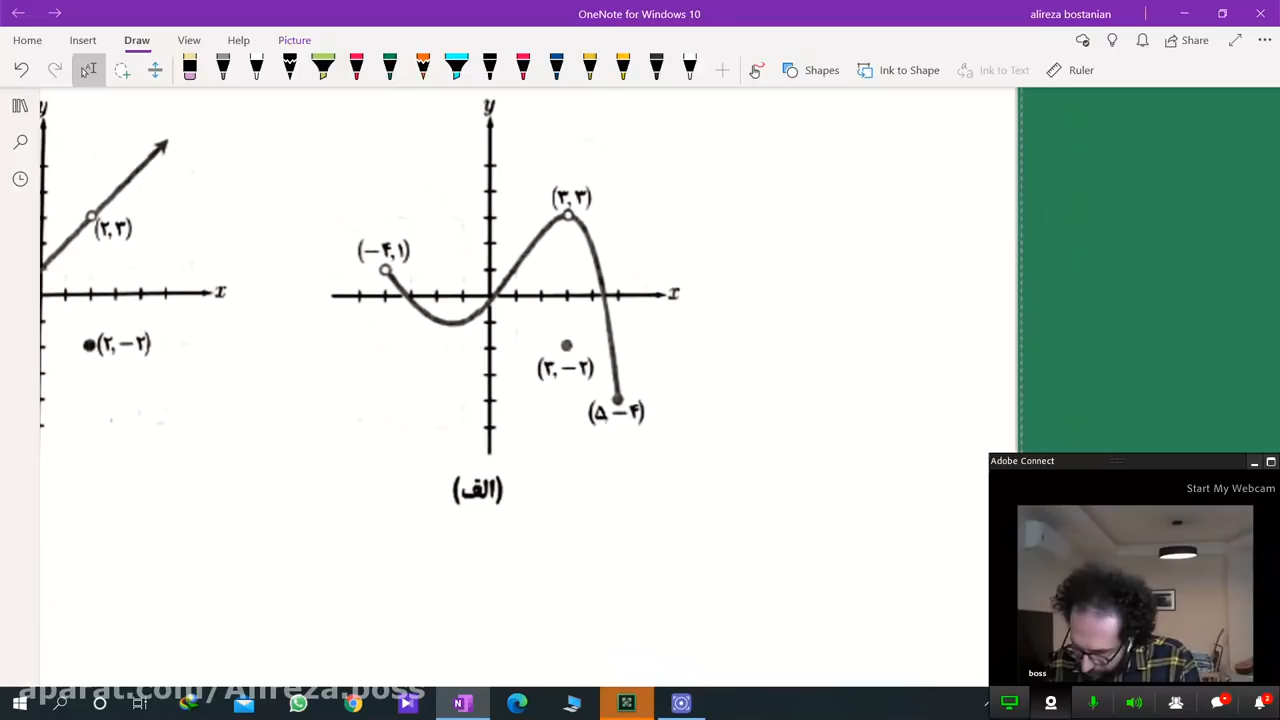 OneNote for Windows 10
alireza bostanian
Home Insert Draw View Help Picture
Share
Shapes
Ink to Shape
Ink to Text
Ruler
y
(۲,۳)
x
(۲,−۲)
y
(۳,۳)
(−۴,۱)
x
(۳,−۲)
(۵−۴)
(الف)
Adobe Connect
Start My Webcam
boss
aparat.com/Alireza.boss
2